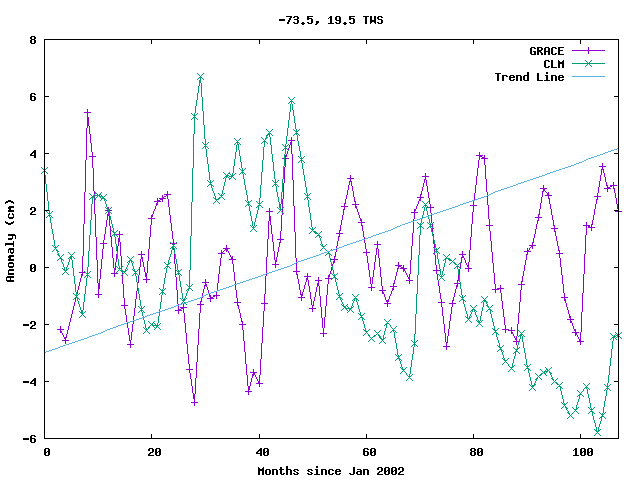 -73.5, 19.5 TWS
GRACE
CLM
Trend Line
8
6
4
2
0
-2
-4
-6
Anomaly (cm)
0 20 40 60 80 100
Months since Jan 2002